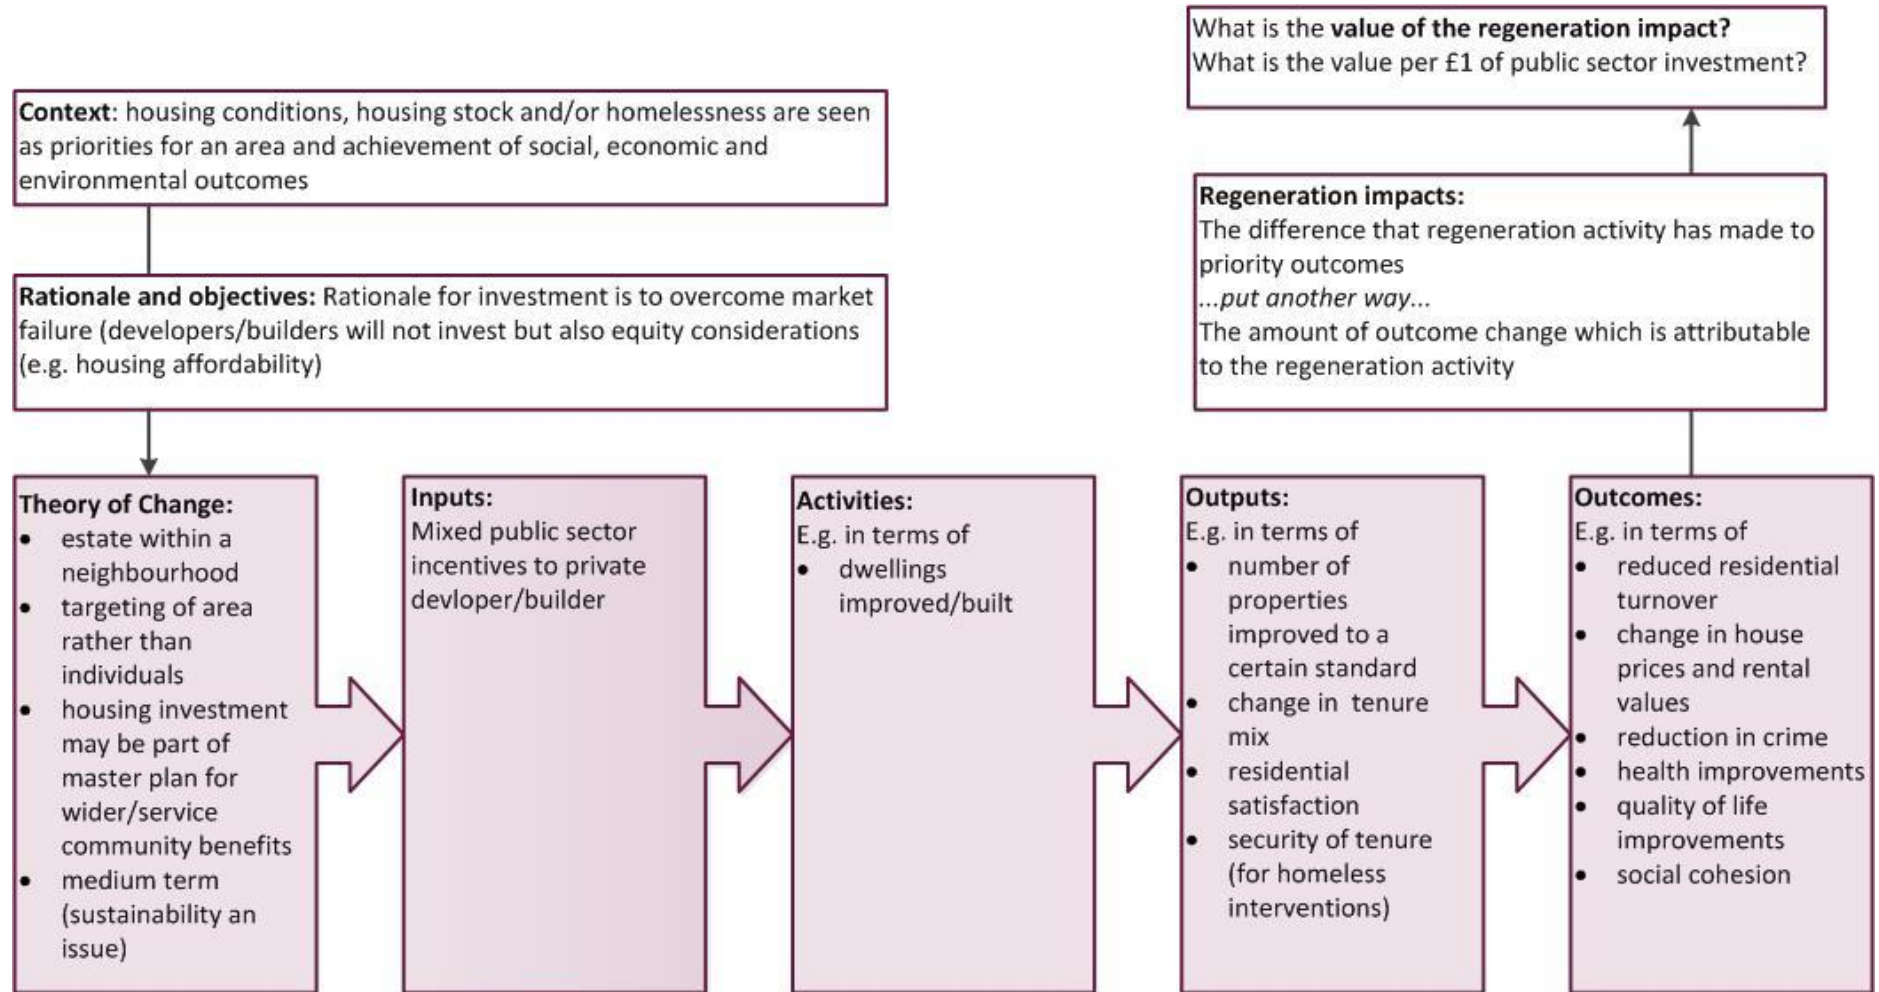 Context: housing conditions, housing stock and/or homelessness are seen
as priorities for an area and achievement of social, economic and
environmental outcomes
Rationale and objectives: Rationale for investment is to overcome market
failure (developers/builders will not invest but also equity considerations
(e.g. housing affordability)
Theory of Change:
• estate within a
neighbourhood
• targeting of area
rather than
individuals
• housing investment
may be part of
master plan for
wider/service
community benefits
• medium term
(sustainability an
issue)
Inputs:
Mixed public sector
incentives to private
devloper/builder
Activities:
E.g. in terms of
• dwellings
improved/built
Outputs:
E.g. in terms of
• number of
properties
improved to a
certain standard
• change in tenure
mix
• residential
satisfaction
• security of tenure
(for homeless
interventions)
Outcomes:
E.g. in terms of
• reduced residential
turnover
• change in house
prices and rental
values
• reduction in crime
• health improvements
• quality of life
improvements
• social cohesion
Regeneration impacts:
The difference that regeneration activity has made to
priority outcomes
...put another way...
The amount of outcome change which is attributable
to the regeneration activity
What is the value of the regeneration impact?
What is the value per £1 of public sector investment?